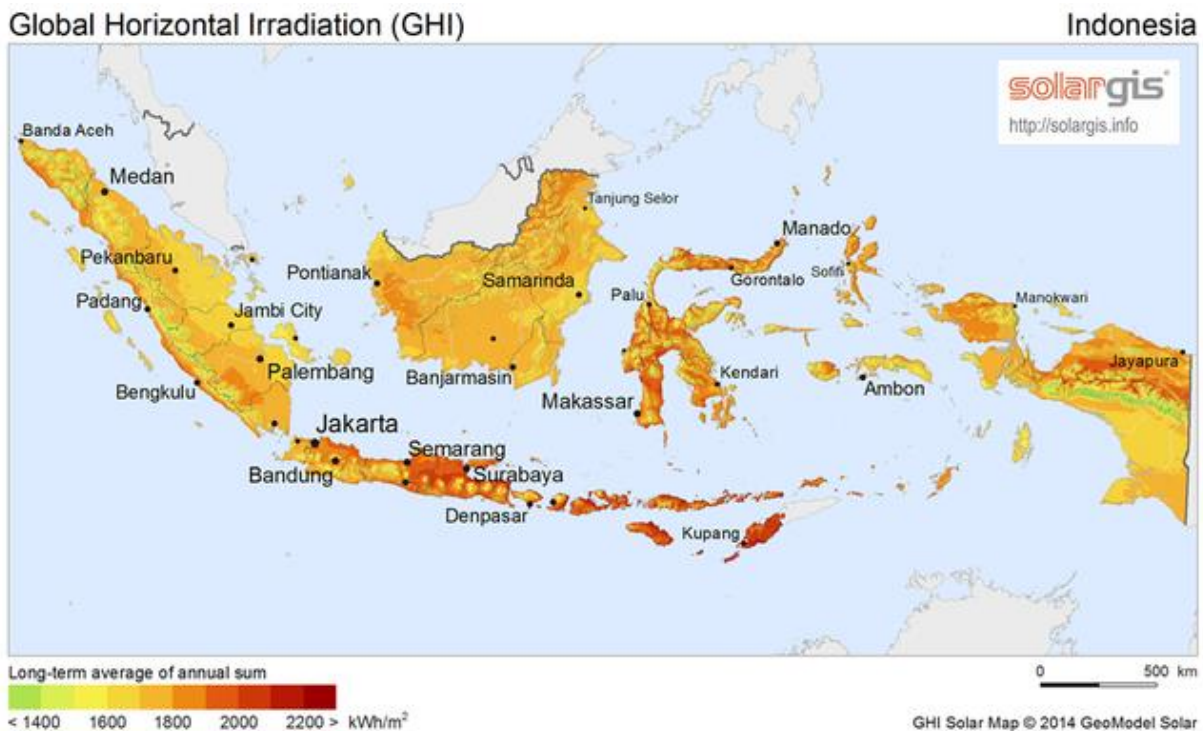 Global Horizontal Irradiation (GHI)
Indonesia
solargis
http://solargis.info
Banda Aceh
Medan
Tanjung Selor
Pekanbaru
Manado
Pontianak
Samarinda
Gorontalo
Sofifi
Padang
Jambi City
Palu
Manokwari
Bengkulu
Palembang
Banjarmasin
Kendari
Ambon
Jayapura
Makassar
Jakarta
Semarang
Bandung
Surabaya
Denpasar
Kupang
Long-term average of annual sum
< 1400 1600 1800 2000 2200 > kWh/m²
0 500 km
GHI Solar Map © 2014 GeoModel Solar